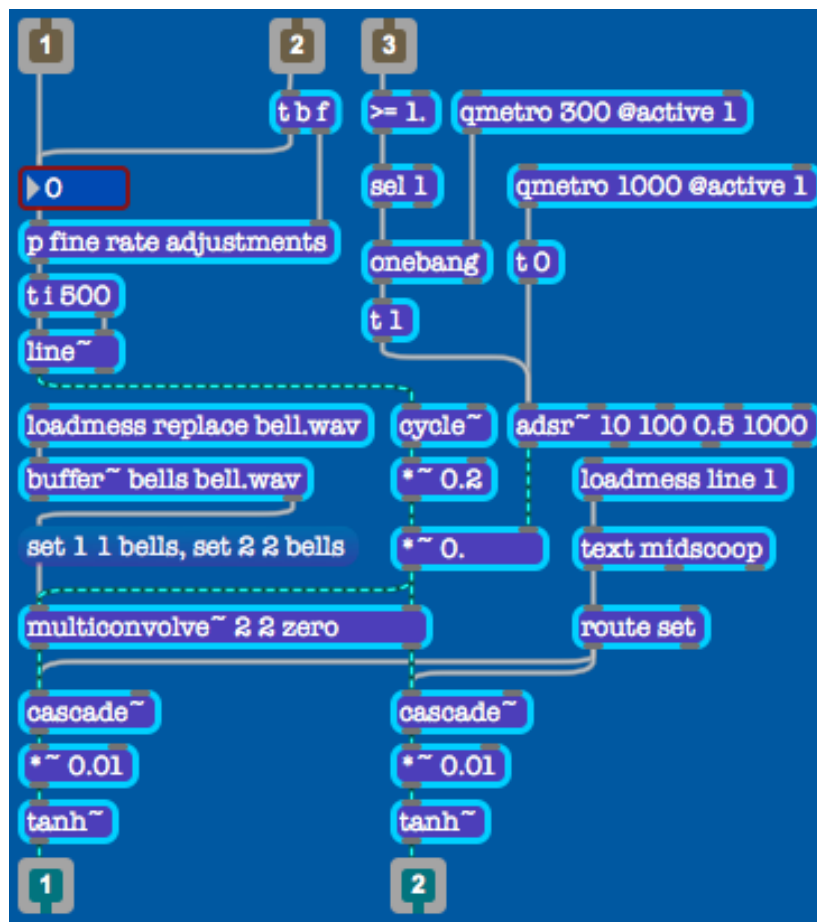 1
2
3
t b f
>= 1.
qmetro 300 @active 1
0
sel 1
qmetro 1000 @active 1
p fine rate adjustments
onebang
t 0
t i 500
t 1
line~
loadmess replace bell.wav
cycle~
adsr~ 10 100 0.5 1000
buffer~ bells bell.wav
*~ 0.2
loadmess line 1
set 1 1 bells, set 2 2 bells
*~ 0.
text midscoop
multiconvolve~ 2 2 zero
route set
cascade~
cascade~
*~ 0.01
*~ 0.01
tanh~
tanh~
1
2